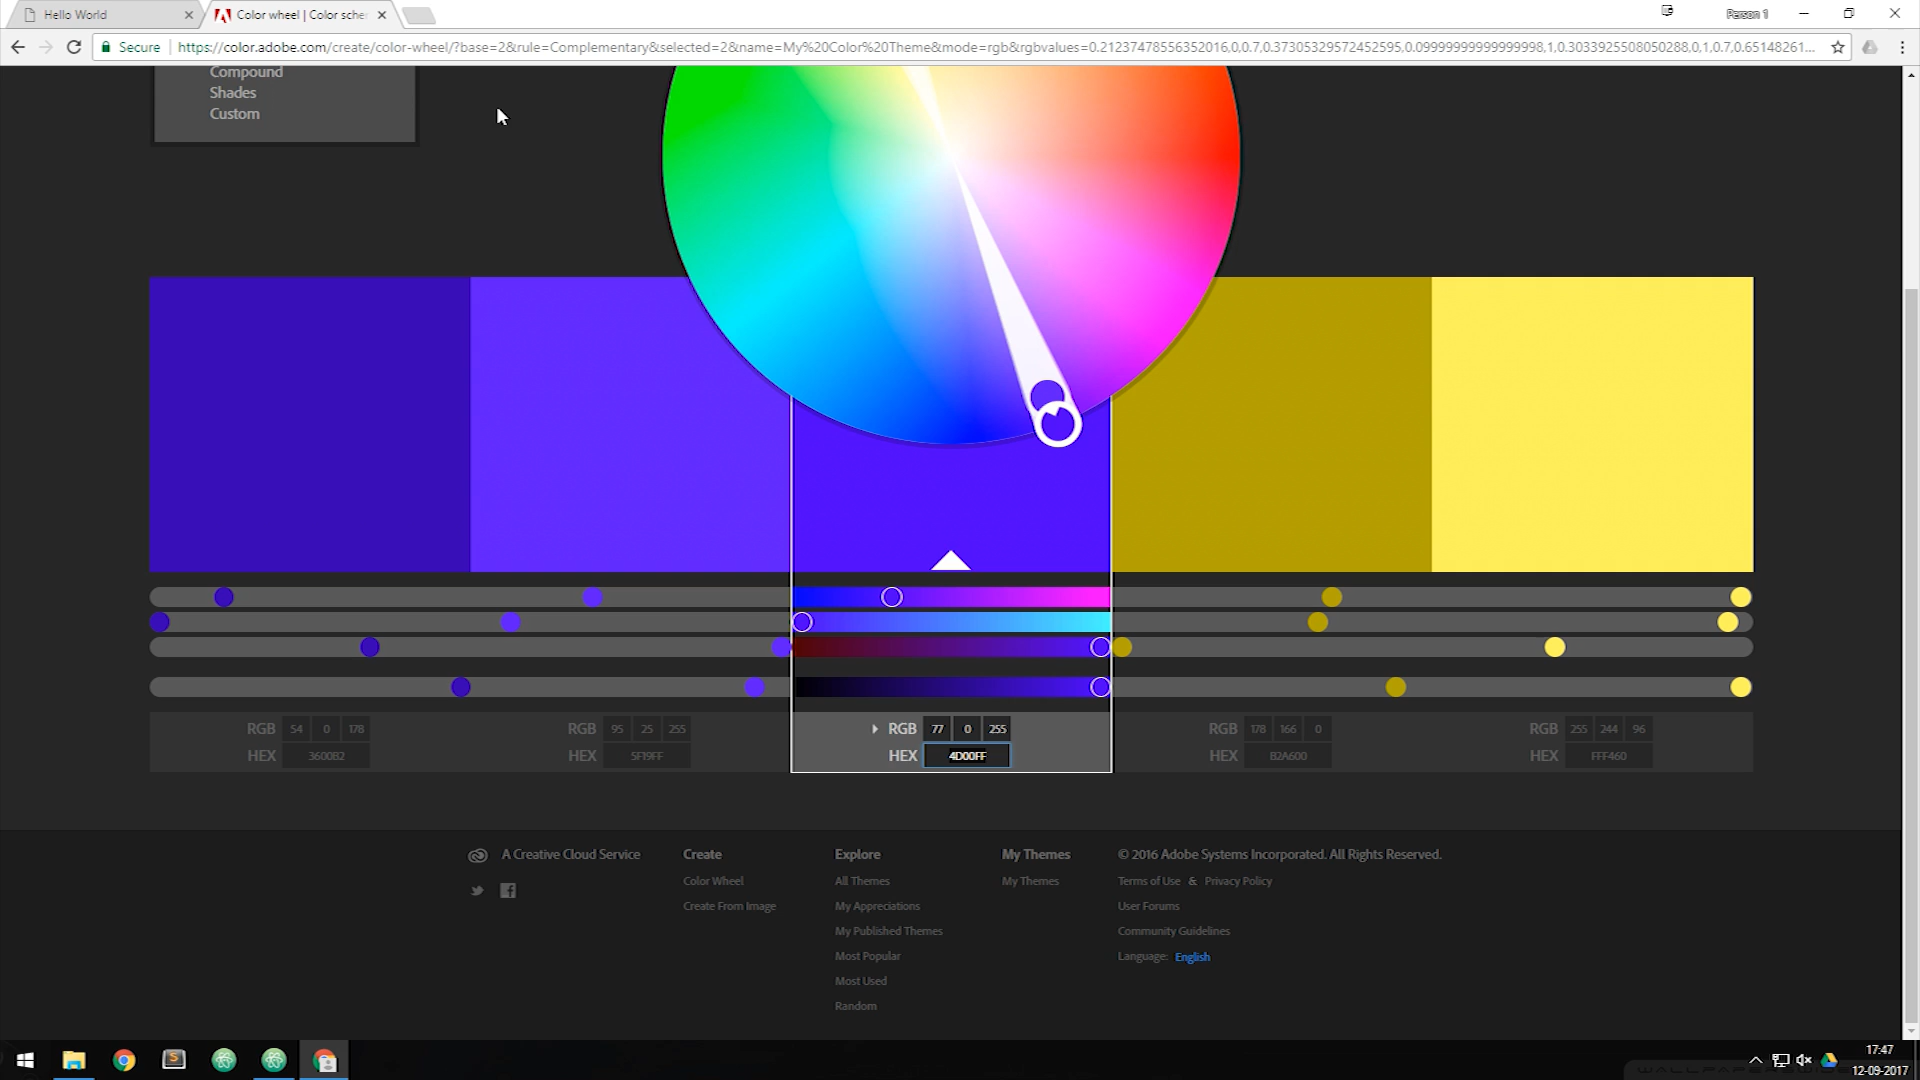 Hello World
Color wheel | Color sche
Person 1
Secure
https://color.adobe.com/create/color-wheel/?base=2&rule=Complementary&selected=2&name=My%20Color%20Theme&mode=rgb&rgbvalues=0.21237478556352016,0,0.7,0.37305329572452595,0.09999999999999998,1,0.3033925508050288,0,1,0.7,0.65148261...
Compound
Shades
Custom
RGB 54 0 178
HEX 3600B2
RGB 95 25 255
HEX 5F19FF
RGB 77 0 255
HEX 4D00FF
RGB 178 166 0
HEX B2A600
RGB 255 244 96
HEX FFF460
A Creative Cloud Service
Create
Color Wheel
Create From Image
Explore
All Themes
My Appreciations
My Published Themes
Most Popular
Most Used
Random
My Themes
My Themes
© 2016 Adobe Systems Incorporated. All Rights Reserved.
Terms of Use & Privacy Policy
User Forums
Community Guidelines
Language: English
17:47
12-09-2017